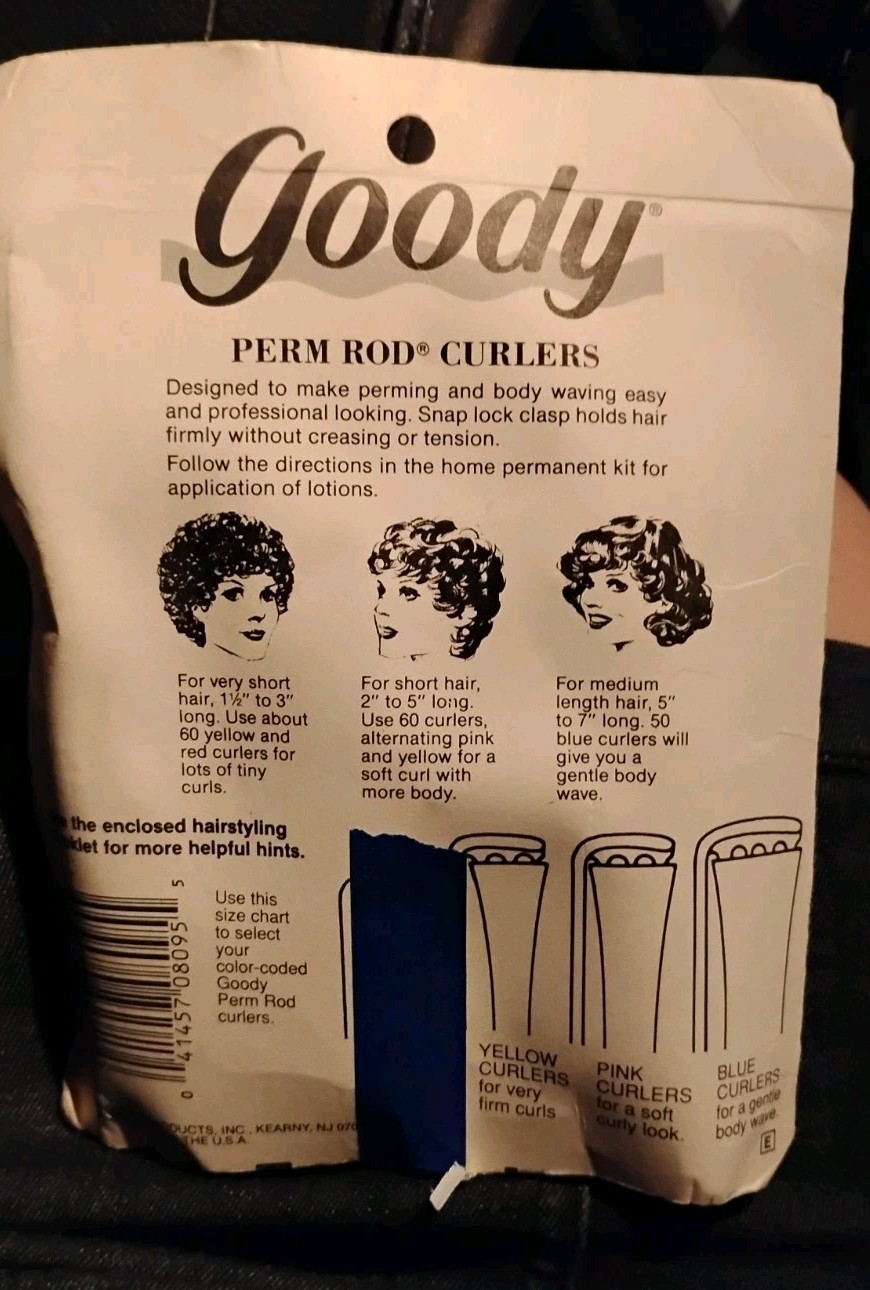 goody®
PERM ROD® CURLERS
Designed to make perming and body waving easy
and professional looking. Snap lock clasp holds hair
firmly without creasing or tension.
Follow the directions in the home permanent kit for
application of lotions.
For very short
hair, 1½" to 3"
long. Use about
60 yellow and
red curlers for
lots of tiny
curls.
For short hair,
2" to 5" long.
Use 60 curlers,
alternating pink
and yellow for a
soft curl with
more body.
For medium
length hair, 5"
to 7" long. 50
blue curlers will
give you a
gentle body
wave.
the enclosed hairstyling
for more helpful hints.
0 41457 08095 5
Use this
size chart
to select
your
color-coded
Goody
Perm Rod
curlers.
YELLOW
CURLERS
for very
firm curls
PINK
CURLERS
for a soft
curly look.
BLUE
CURLERS
for a gentle
body wave.
E
INC., KEARNY, NJ
THE U.S.A.